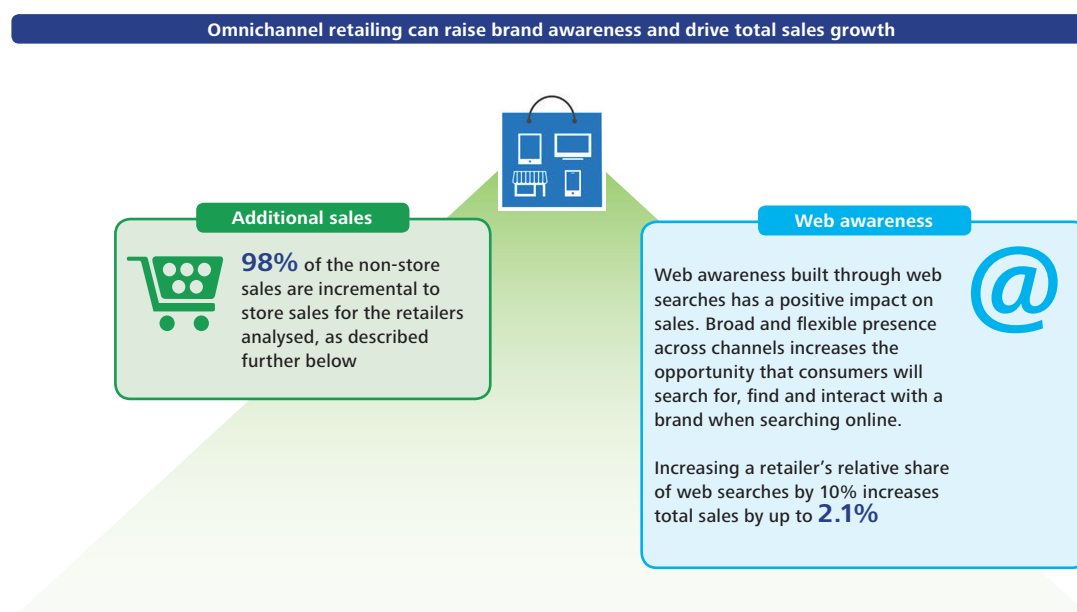 Omnichannel retailing can raise brand awareness and drive total sales growth
Additional sales
98% of the non-store
sales are incremental to
store sales for the retailers
analysed, as described
further below
Web awareness
@
Web awareness built through web
searches has a positive impact on
sales. Broad and flexible presence
across channels increases the
opportunity that consumers will
search for, find and interact with a
brand when searching online.
Increasing a retailer’s relative share
of web searches by 10% increases
total sales by up to 2.1%